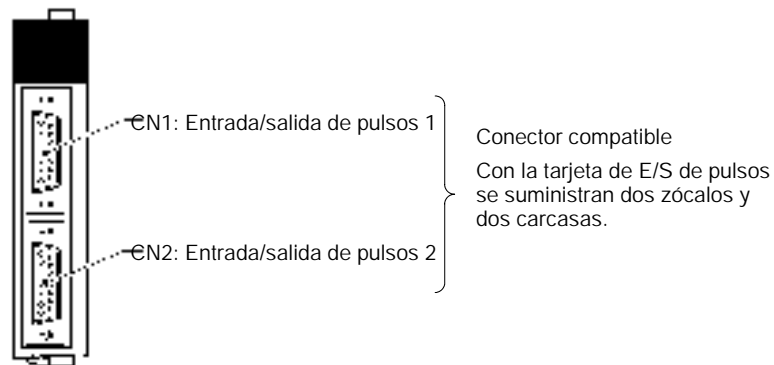 CN1: Entrada/salida de pulsos 1
Conector compatible
Con la tarjeta de E/S de pulsos
se suministran dos zócalos y
dos carcasas.
CN2: Entrada/salida de pulsos 2